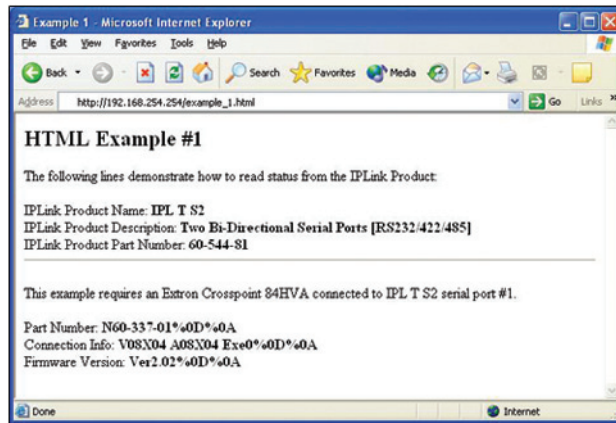 Example 1 - Microsoft Internet Explorer
File Edit View Favorites Tools Help
Back Search Favorites Media
Address http://192.168.254.254/example_1.html Go Links »
HTML Example #1
The following lines demonstrate how to read status from the IPLink Product:
IPLink Product Name: IPL T S2
IPLink Product Description: Two Bi-Directional Serial Ports [RS232/422/485]
IPLink Product Part Number: 60-544-81
This example requires an Extron Crosspoint 84HVA connected to IPL T S2 serial port #1.
Part Number: N60-337-01%0D%0A
Connection Info: V08X04 A08X04 Exe0%0D%0A
Firmware Version: Ver2.02%0D%0A
Done Internet